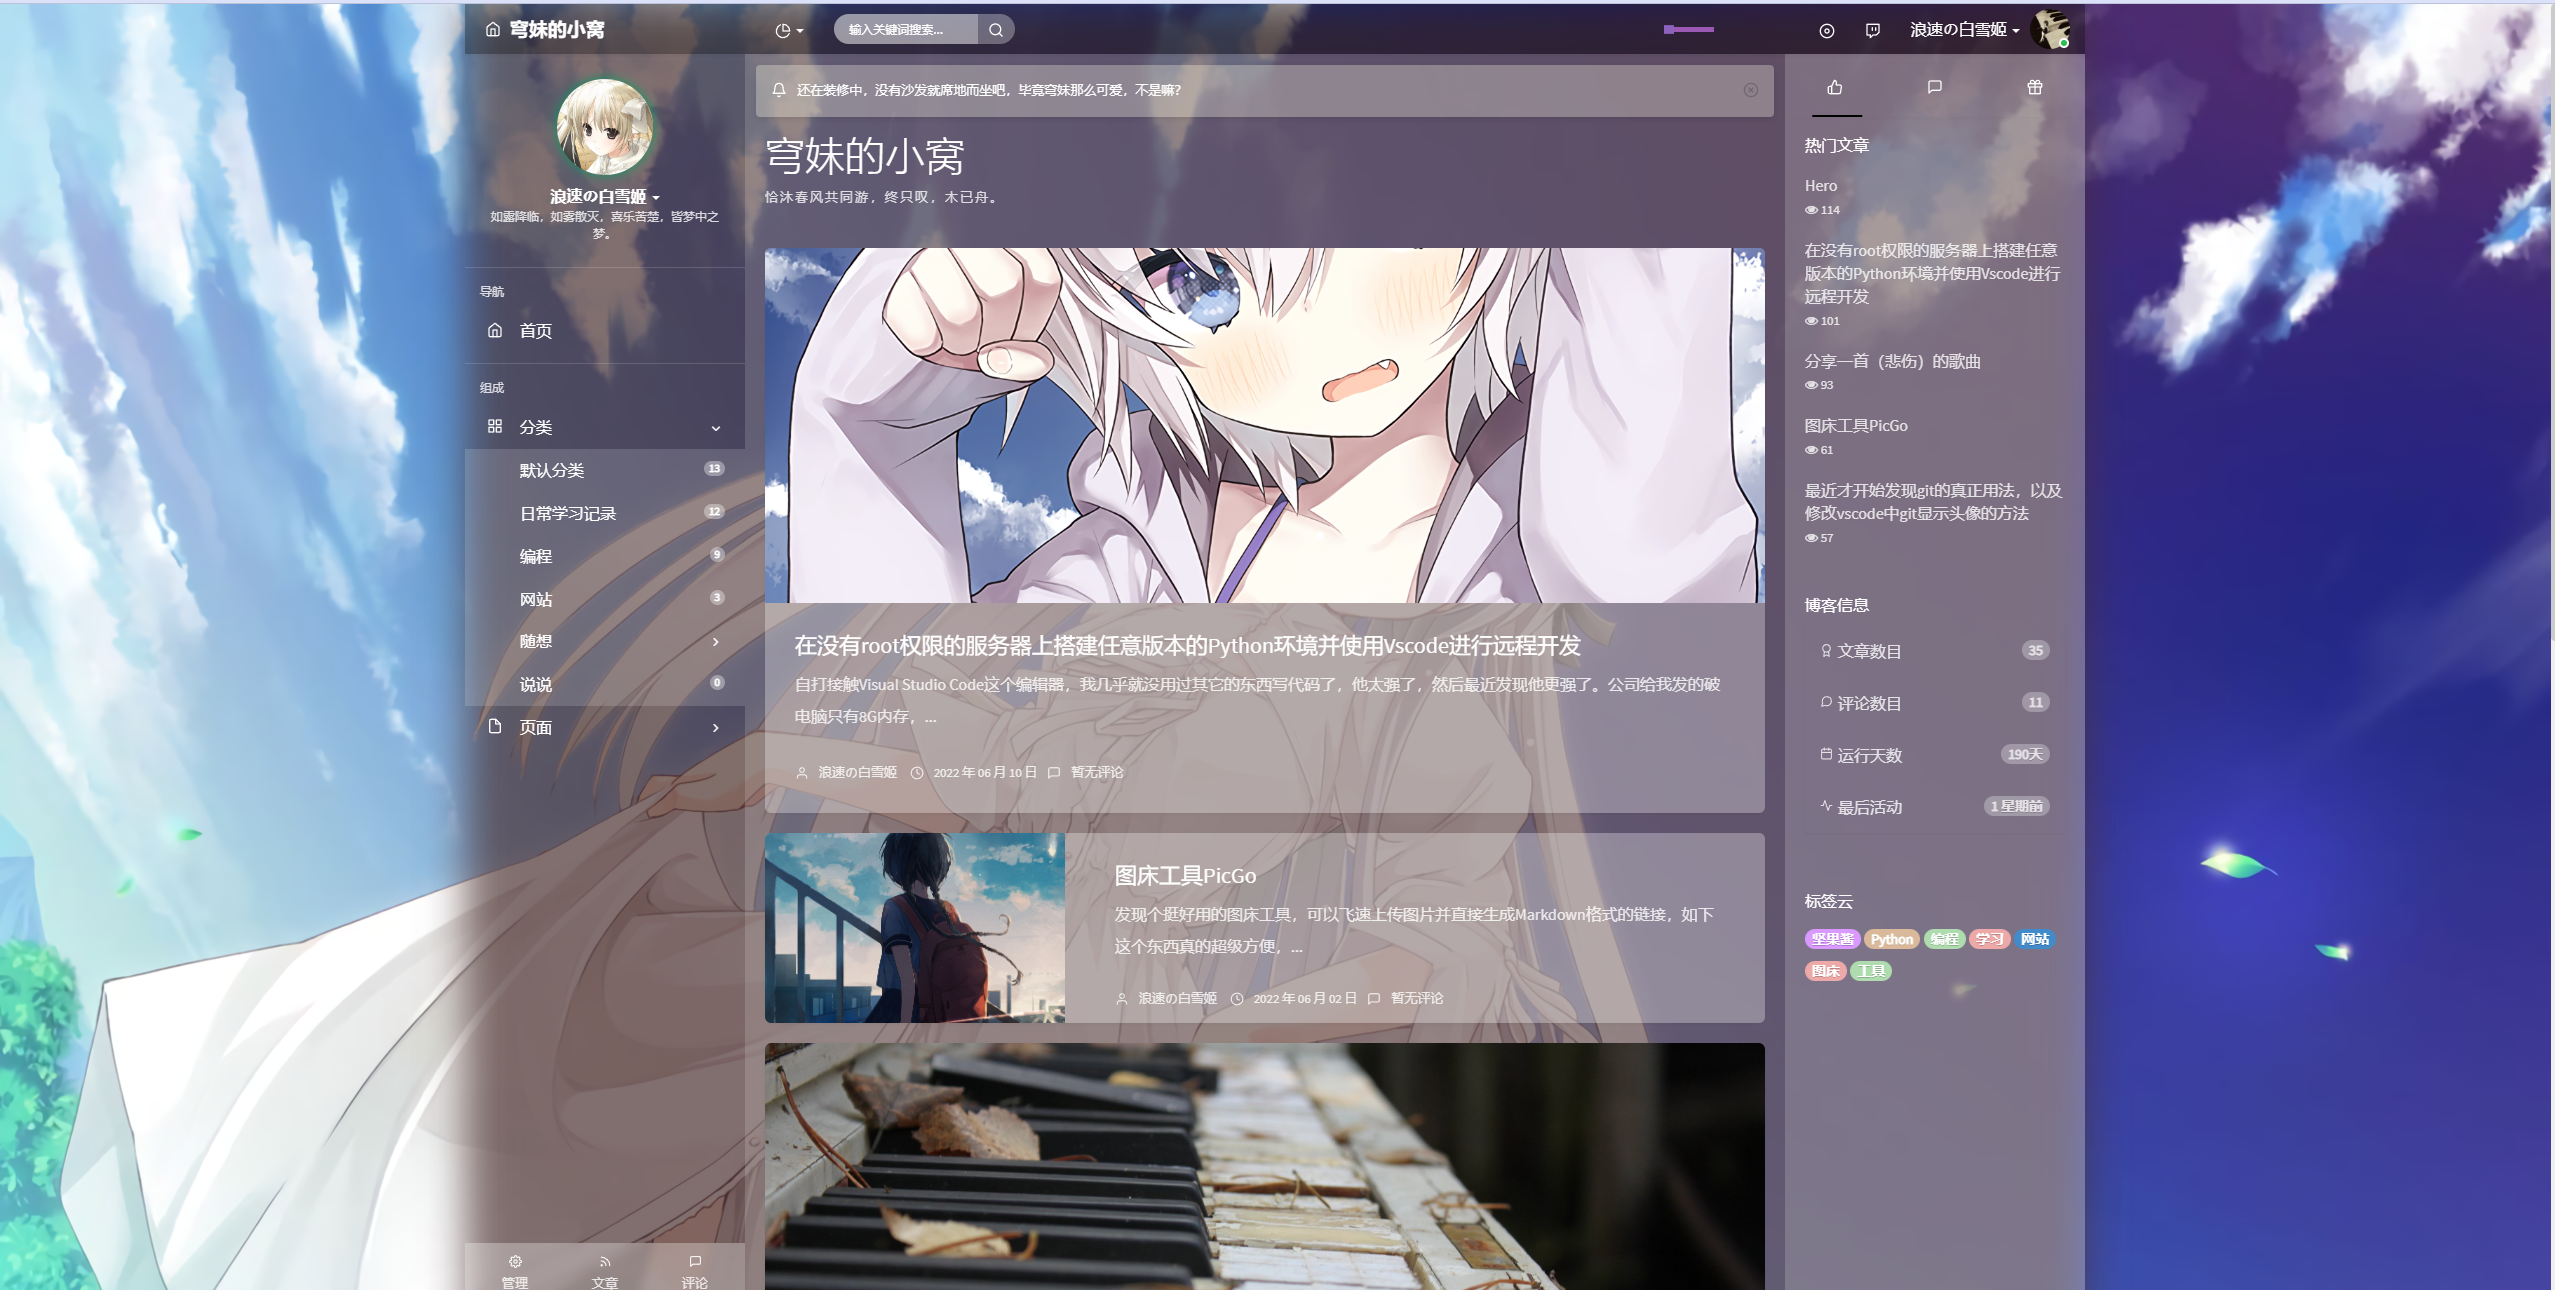 穹妹的小窝
输入关键词搜索...
浪速の白雪姬
浪速の白雪姬
如露降临，如雾散灭，喜乐苦楚，皆梦中之
梦。
导航
首页
组成
分类
默认分类 13
日常学习记录 12
编程 9
网站 3
随想
说说 0
页面
管理 文章 评论
还在装修中，没有沙发就席地而坐吧，毕竟穹妹那么可爱，不是嘛？
穹妹的小窝
恰沐春风共同游，终只叹，木已舟。
在没有root权限的服务器上搭建任意版本的Python环境并使用Vscode进行远程开发
自打接触Visual Studio Code这个编辑器，我几乎就没用过其它的东西写代码了，他太强了，然后最近发现他更强了。公司给我发的破
电脑只有8G内存，...
浪速の白雪姬 2022 年 06 月 10 日 暂无评论
图床工具PicGo
发现个挺好用的图床工具，可以飞速上传图片并直接生成Markdown格式的链接，如下
这个东西真的超级方便，...
浪速の白雪姬 2022 年 06 月 02 日 暂无评论
热门文章
Hero
114
在没有root权限的服务器上搭建任意
版本的Python环境并使用Vscode进行
远程开发
101
分享一首（悲伤）的歌曲
93
图床工具PicGo
61
最近才开始发现git的真正用法，以及
修改vscode中git显示头像的方法
57
博客信息
文章数目 35
评论数目 11
运行天数 190天
最后活动 1 星期前
标签云
坚果酱 Python 编程 学习 网站
图床 工具